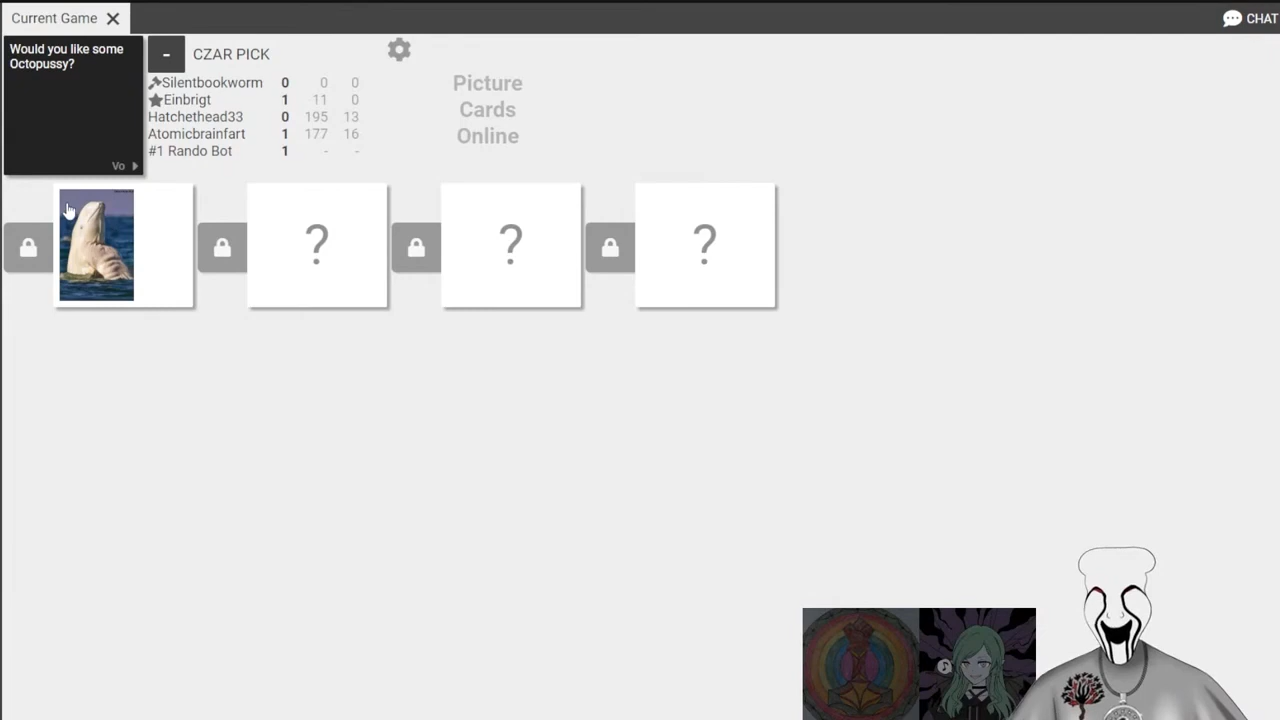 Current Game
CHAT
Would you like some
Octopussy?
Vo
-
CZAR PICK
Silentbookworm 0 0 0
Einbrigt 1 11 0
Hatchethead33 0 195 13
Atomicbrainfart 1 177 16
#1 Rando Bot 1 - -
Picture
Cards
Online
?
?
?